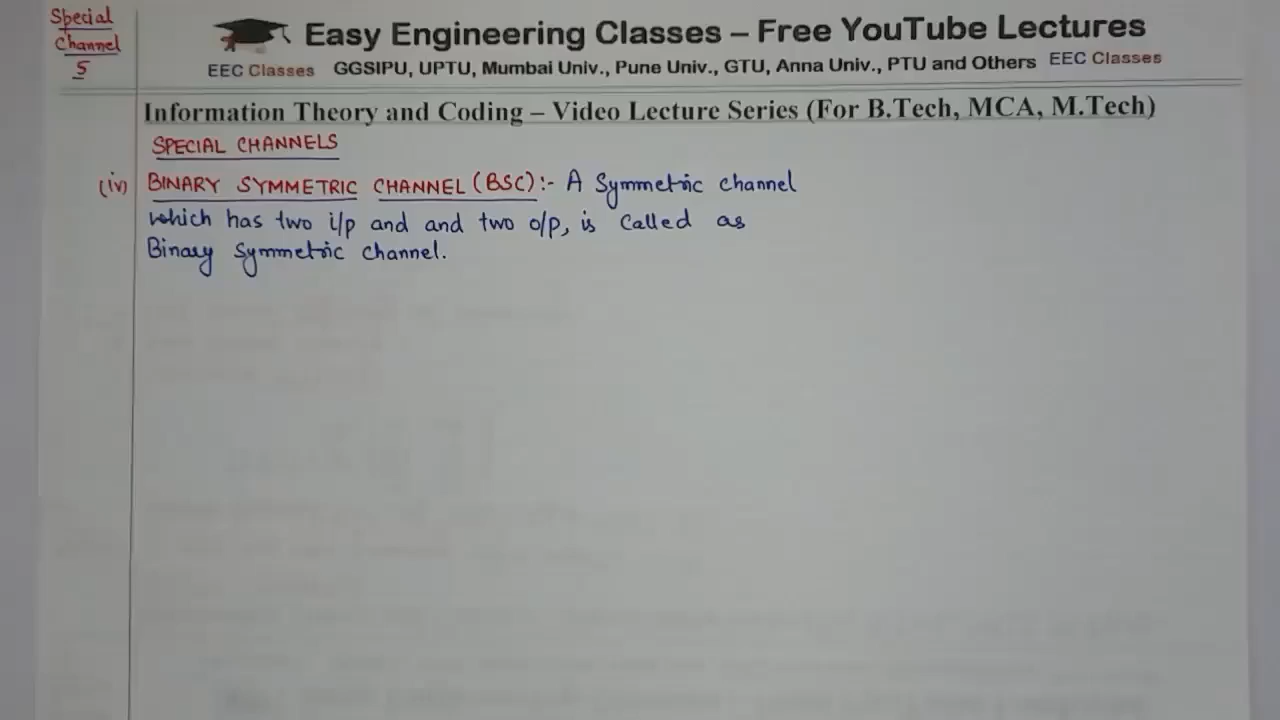 Special
Channel
5
Easy Engineering Classes – Free YouTube Lectures
EEC Classes GGSIPU, UPTU, Mumbai Univ., Pune Univ., GTU, Anna Univ., PTU and Others EEC Classes
Information Theory and Coding – Video Lecture Series (For B.Tech, MCA, M.Tech)
SPECIAL CHANNELS
(iv) BINARY SYMMETRIC CHANNEL (BSC):- A Symmetric channel
which has two i/p and and two o/p, is called as
Binary Symmetric Channel.